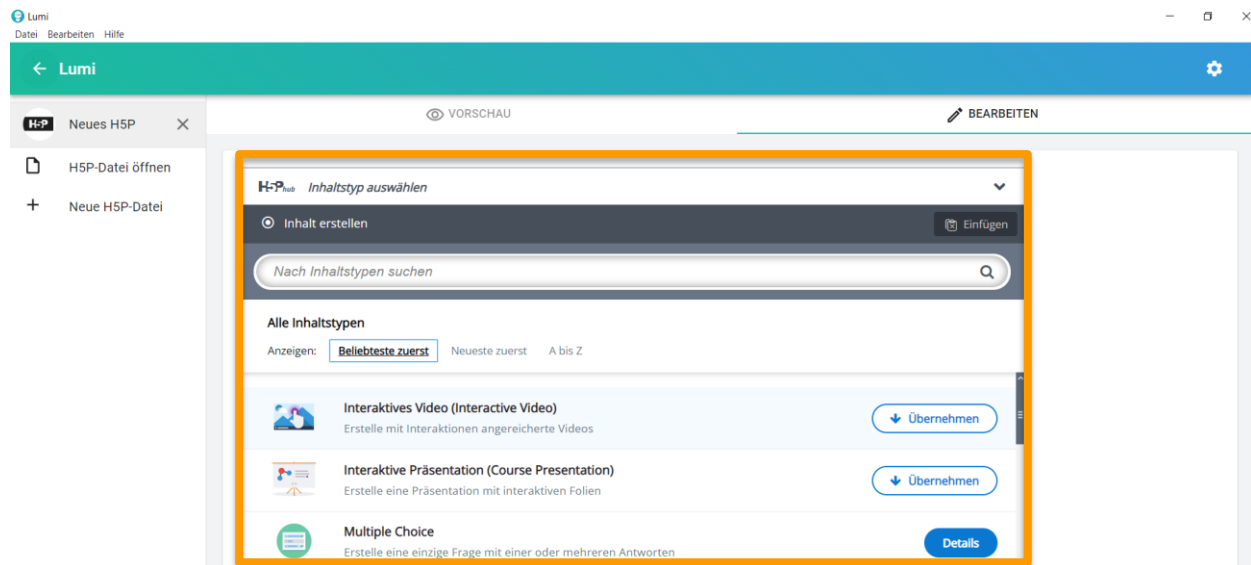 Lumi
Datei Bearbeiten Hilfe
Lumi
H5P Neues H5P
H5P-Datei öffnen
Neue H5P-Datei
VORSCHAU
BEARBEITEN
H5Phub Inhaltstyp auswählen
Inhalt erstellen
Einfügen
Nach Inhaltstypen suchen
Alle Inhaltstypen
Anzeigen: Beliebteste zuerst Neueste zuerst A bis Z
Interaktives Video (Interactive Video)
Erstelle mit Interaktionen angereicherte Videos
Übernehmen
Interaktive Präsentation (Course Presentation)
Erstelle eine Präsentation mit interaktiven Folien
Übernehmen
Multiple Choice
Erstelle eine einzige Frage mit einer oder mehreren Antworten
Details